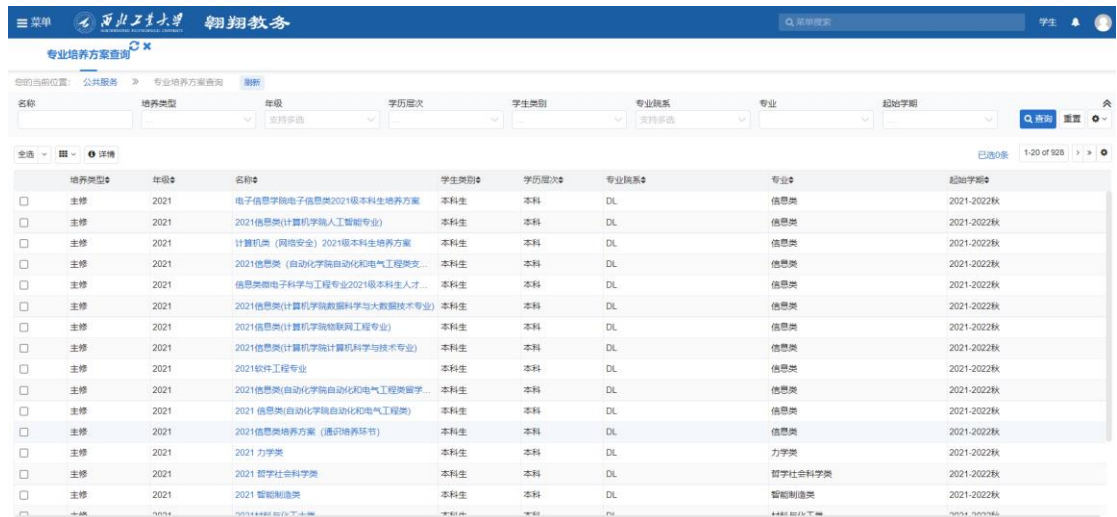 菜单 西北工业大学 翱翔教务 菜单搜索 学生
专业培养方案查询
您的当前位置： 公共服务 » 专业培养方案查询 刷新
名称 培养类型 年级 学历层次 学生类别 专业院系 专业 起始学期
... 支持多选 ... ... 支持多选 ... 查询 重置
全选 详情 已选0条 1-20 of 928 > »
培养类型 年级 名称 学生类别 学历层次 专业院系 专业 起始学期
主修 2021 电子信息学院电子信息类2021级本科生培养方案 本科生 本科 DL 信息类 2021-2022秋
主修 2021 2021信息类(计算机学院人工智能专业) 本科生 本科 DL 信息类 2021-2022秋
主修 2021 计算机类（网络安全）2021级本科生培养方案 本科生 本科 DL 信息类 2021-2022秋
主修 2021 2021信息类（自动化学院自动化和电气工程类支... 本科生 本科 DL 信息类 2021-2022秋
主修 2021 信息类微电子科学与工程专业2021级本科生人才... 本科生 本科 DL 信息类 2021-2022秋
主修 2021 2021信息类(计算机学院数据科学与大数据技术专业) 本科生 本科 DL 信息类 2021-2022秋
主修 2021 2021信息类(计算机学院物联网工程专业) 本科生 本科 DL 信息类 2021-2022秋
主修 2021 2021信息类(计算机学院计算机科学与技术专业) 本科生 本科 DL 信息类 2021-2022秋
主修 2021 2021软件工程专业 本科生 本科 DL 信息类 2021-2022秋
主修 2021 2021信息类(自动化学院自动化和电气工程类留学... 本科生 本科 DL 信息类 2021-2022秋
主修 2021 2021 信息类(自动化学院自动化和电气工程类) 本科生 本科 DL 信息类 2021-2022秋
主修 2021 2021信息类培养方案（通识培养环节） 本科生 本科 DL 信息类 2021-2022秋
主修 2021 2021 力学类 本科生 本科 DL 力学类 2021-2022秋
主修 2021 2021 哲学社会科学类 本科生 本科 DL 哲学社会科学类 2021-2022秋
主修 2021 2021 智能制造类 本科生 本科 DL 智能制造类 2021-2022秋